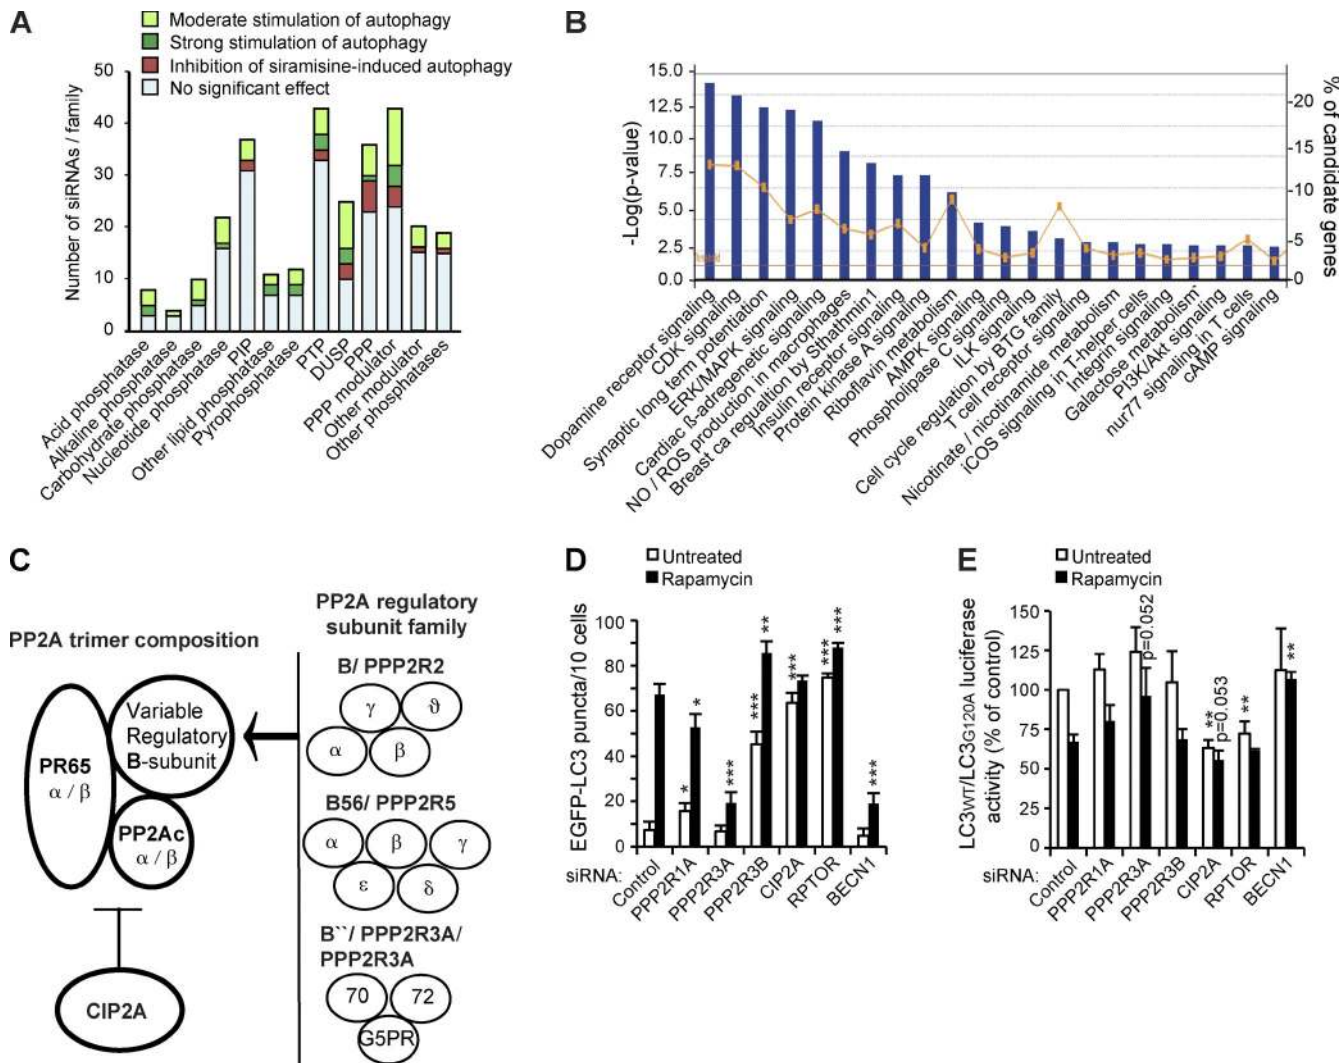 A
Moderate stimulation of autophagy
Strong stimulation of autophagy
Inhibition of siramisine-induced autophagy
No significant effect
Number of siRNAs / family
50
40
30
20
10
0
Acid phosphatase
Alkaline phosphatase
Carbohydrate phosphatase
Nucleotide phosphatase
PIP
Other lipid phosphatase
Pyrophosphatase
PTP
DUSP
PPP
PPP modulator
Other modulator
Other phosphatases
B
-Log(p-value)
15.0
12.5
10.0
7.5
5.0
2.5
0.0
% of candidate genes
20
15
10
5
0
Dopamine receptor signaling
CDK signaling
Synaptic long term potentiation
ERK/MAPK signaling
Cardiac ß-adregenic signaling
NO / ROS production in macrophages
Breast ca regualtion by Stathmin1
Insulin receptor signaling
Protein kinase A signaling
Riboflavin metabolism
AMPK signaling
Phospholipase C signaling
ILK signaling
Cell cycle regulation by BTG family
T cell receptor signaling
Nicotinate / nicotinamide metabolism
iCOS signaling in T-helper cells
Integrin signaling
Galactose metabolism
PI3K/Akt signaling
nur77 signaling in T cells
cAMP signaling
C
PP2A trimer composition
PR65
α / β
Variable
Regulatory
B-subunit
PP2Ac
α / β
CIP2A
PP2A regulatory
subunit family
B/ PPP2R2
γ
ϑ
α
β
B56/ PPP2R5
α
β
γ
ε
δ
B``/ PPP2R3A/
PPP2R3A
70
72
G5PR
D
Untreated
Rapamycin
EGFP-LC3 puncta/10 cells
100
80
60
40
20
0
*
*
***
***
**
***
***
***
***
siRNA:
Control
PPP2R1A
PPP2R3A
PPP2R3B
CIP2A
RPTOR
BECN1
E
Untreated
Rapamycin
LC3WT/LC3G120A luciferase
activity (% of control)
150
125
100
75
50
25
0
p=0.052
**
p=0.053
**
**
siRNA:
Control
PPP2R1A
PPP2R3A
PPP2R3B
CIP2A
RPTOR
BECN1